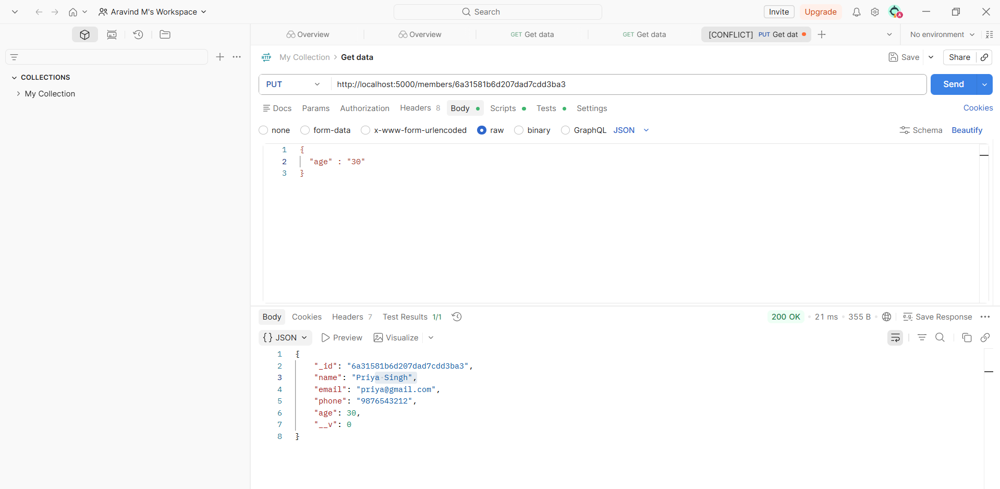 Aravind M's Workspace
Search
Invite
Upgrade
A
Overview
Overview
GET Get data
GET Get data
[CONFLICT] PUT Get dat
No environment
HTTP My Collection > Get data
Save
Share
COLLECTIONS
My Collection
PUT
http://localhost:5000/members/6a31581b6d207dad7cdd3ba3
Send
Docs Params Authorization Headers 8 Body Scripts Tests Settings
Cookies
none form-data x-www-form-urlencoded raw binary GraphQL JSON
Schema Beautify
1 {
2 "age" : "30"
3 }
Body Cookies Headers 7 Test Results 1/1
200 OK • 21 ms • 355 B • e.g. Save Response
{} JSON Preview Visualize
1 {
2 "_id": "6a31581b6d207dad7cdd3ba3",
3 "name": "Priya Singh",
4 "email": "priya@gmail.com",
5 "phone": "9876543212",
6 "age": 30,
7 "__v": 0
8 }